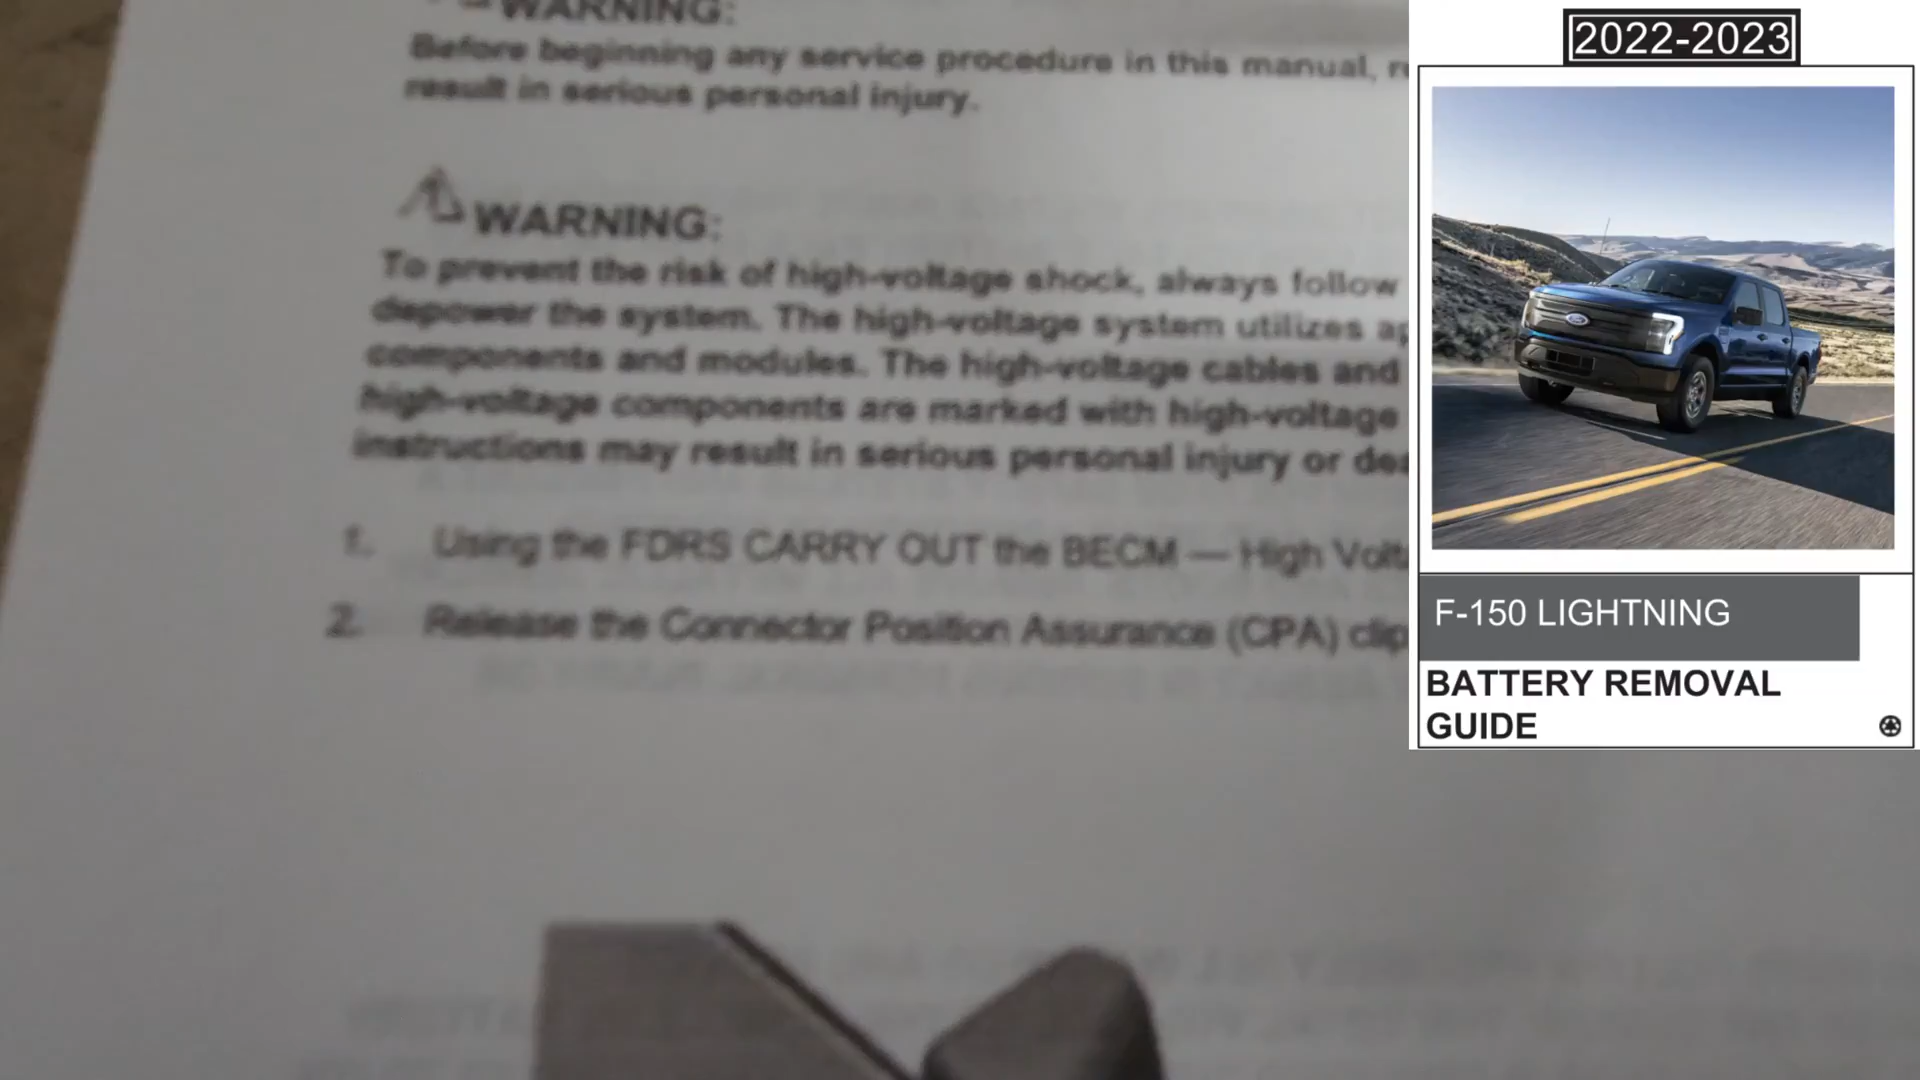 WARNING:
Before beginning any service procedure in this manual,
result in serious personal injury.
WARNING:
To prevent the risk of high-voltage shock, always follow
depower the system. The high-voltage system utilizes
components and modules. The high-voltage cables and
high-voltage components are marked with high-voltage
instructions may result in serious personal injury or
1. Using the FDRS CARRY OUT the BECM — High
2. Release the Connector Position Assurance (CPA) clip
2022-2023
F-150 LIGHTNING
BATTERY REMOVAL
GUIDE